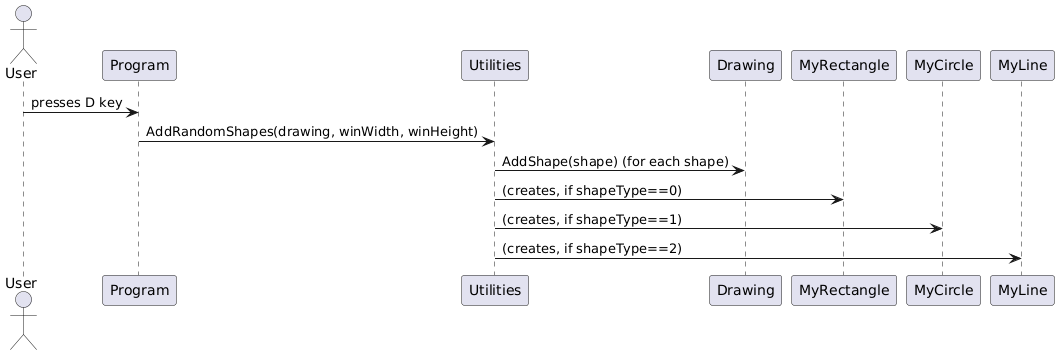 User
Program
Utilities
Drawing
MyRectangle
MyCircle
MyLine
presses D key
AddRandomShapes(drawing, winWidth, winHeight)
AddShape(shape) (for each shape)
(creates, if shapeType==0)
(creates, if shapeType==1)
(creates, if shapeType==2)
User
Program
Utilities
Drawing
MyRectangle
MyCircle
MyLine